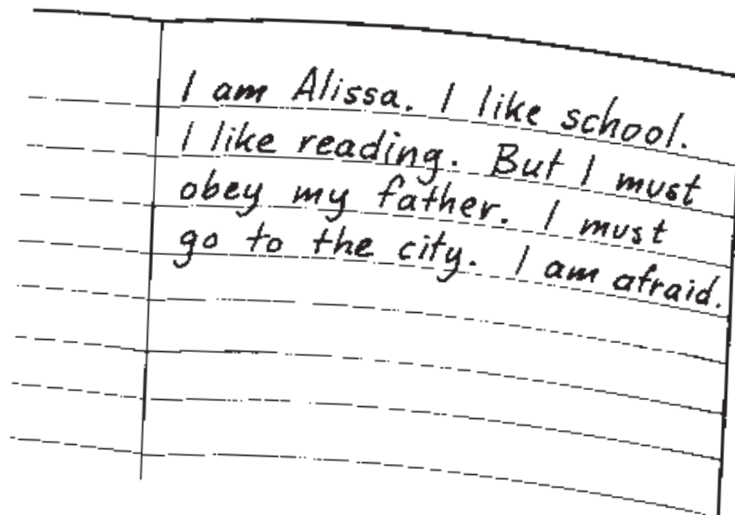 I am Alissa. I like school.
I like reading. But I must
obey my father. I must
go to the city. I am afraid.